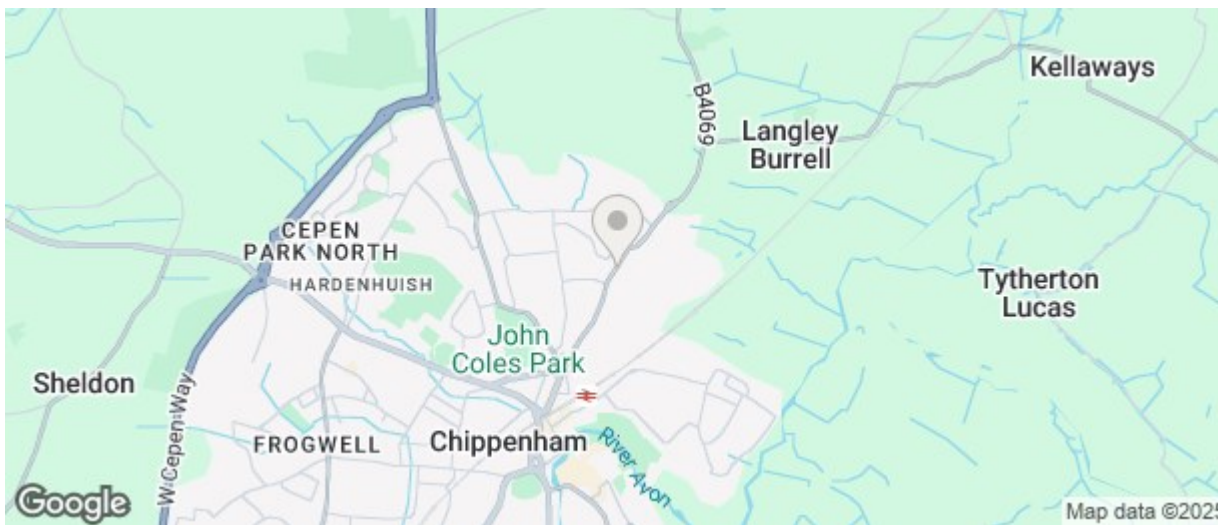 Kellaways
B4069
Langley
Burrell
CEPEN
PARK NORTH
HARDENHUISH
Tytherton
Lucas
John
Coles Park
Sheldon
W Cepen Way
FROGWELL
Chippenham
River Avon
Google
Map data ©2025